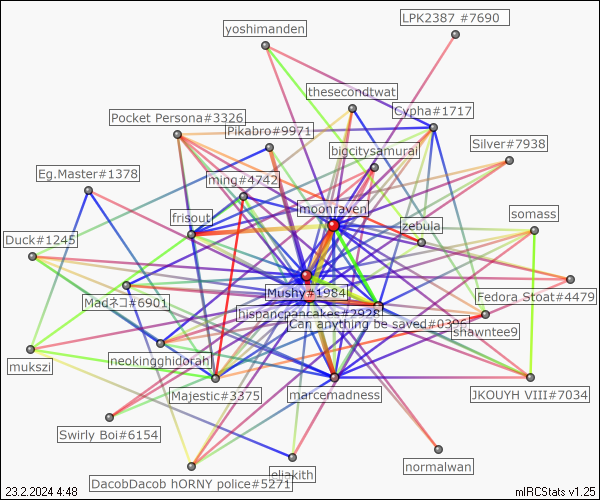 LPK2387 #7690
yoshimanden
thesecondtwat
Cypha#1717
Pocket Persona#3326
Pikabro#9971
Silver#7938
bigcitysamurai
Eg.Master#1378
ming#4742
moonraven
frisout
somass
zebula
Duck#1245
Mushy#1984
Fedora Stoat#4479
Madネコ#6901
hispancpancakes#2928
Can anything be saved#0396
shawntee9
neokingghidorah
mukszi
Majestic#3375
marcemadness
JKOUYH VIII#7034
Swirly Boi#6154
normalwan
eliakith
DacobDacob hORNY police#5271
23.2.2024 4:48
mIRCStats v1.25